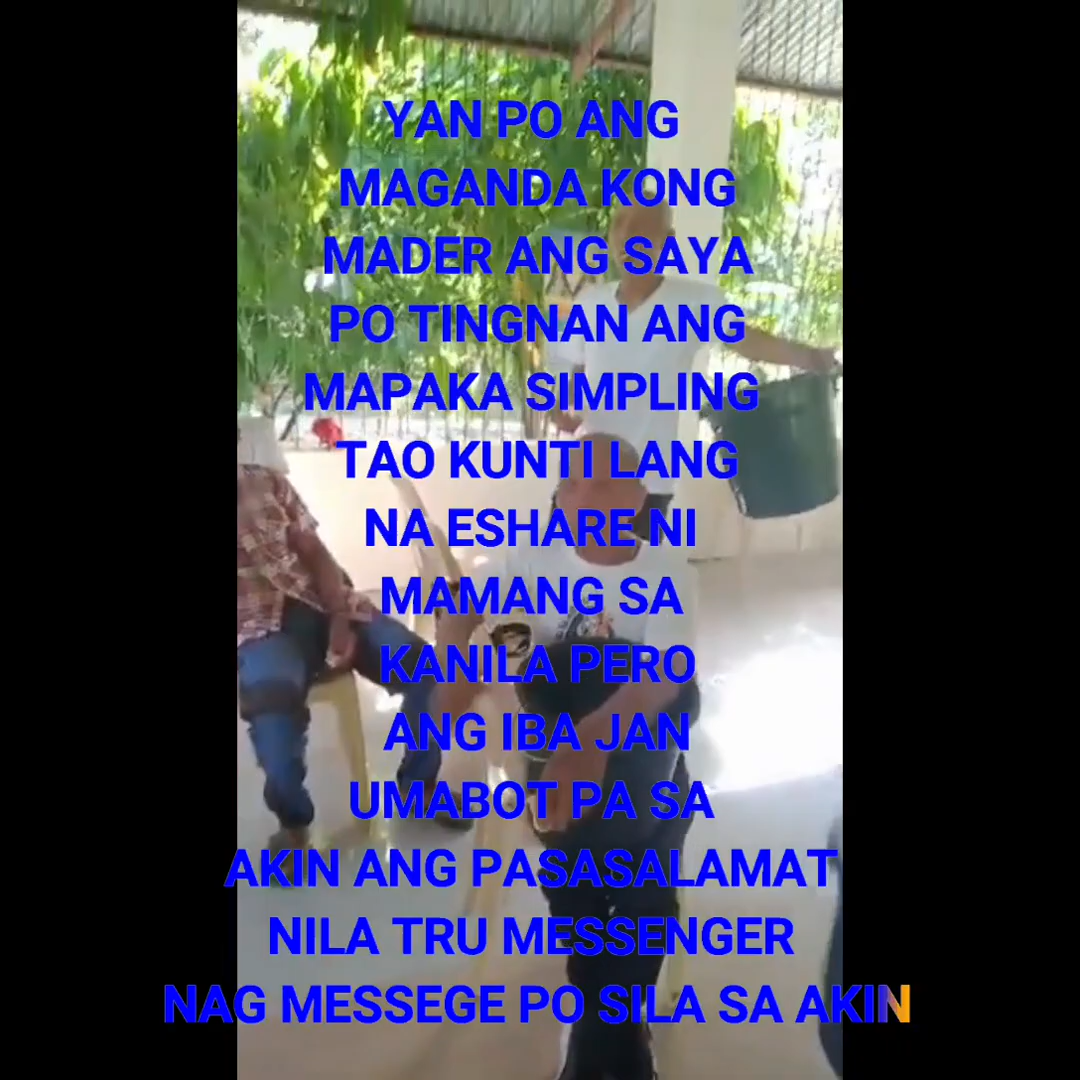 YAN PO ANG
MAGANDA KONG
MADER ANG SAYA
PO TINGNAN ANG
MAPAKA SIMPLING
TAO KUNTI LANG
NA ESHARE NI
MAMANG SA
KANILA PERO
ANG IBA JAN
UMABOT PA SA
AKIN ANG PASASALAMAT
NILA TRU MESSENGER
NAG MESSEGE PO SILA SA AKIN